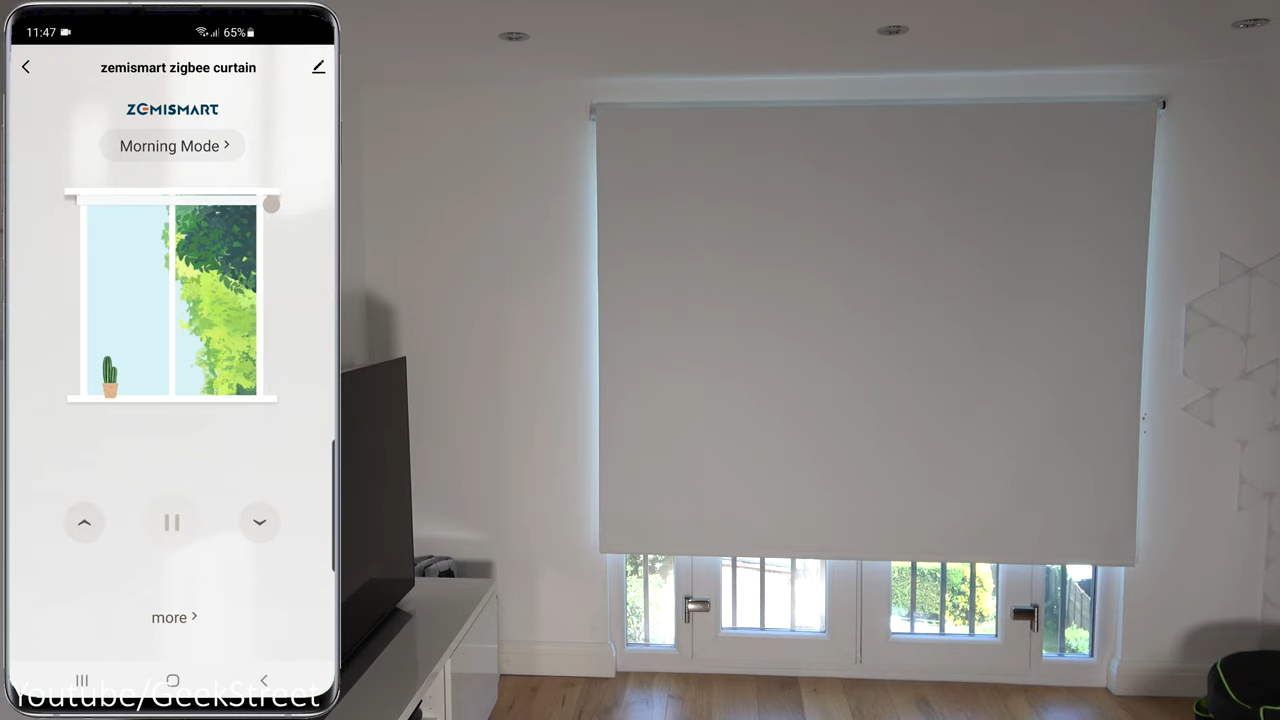 11:47
65%
zemismart zigbee curtain
ZEMISMART
Morning Mode >
more >
Youtube/GeekStreet